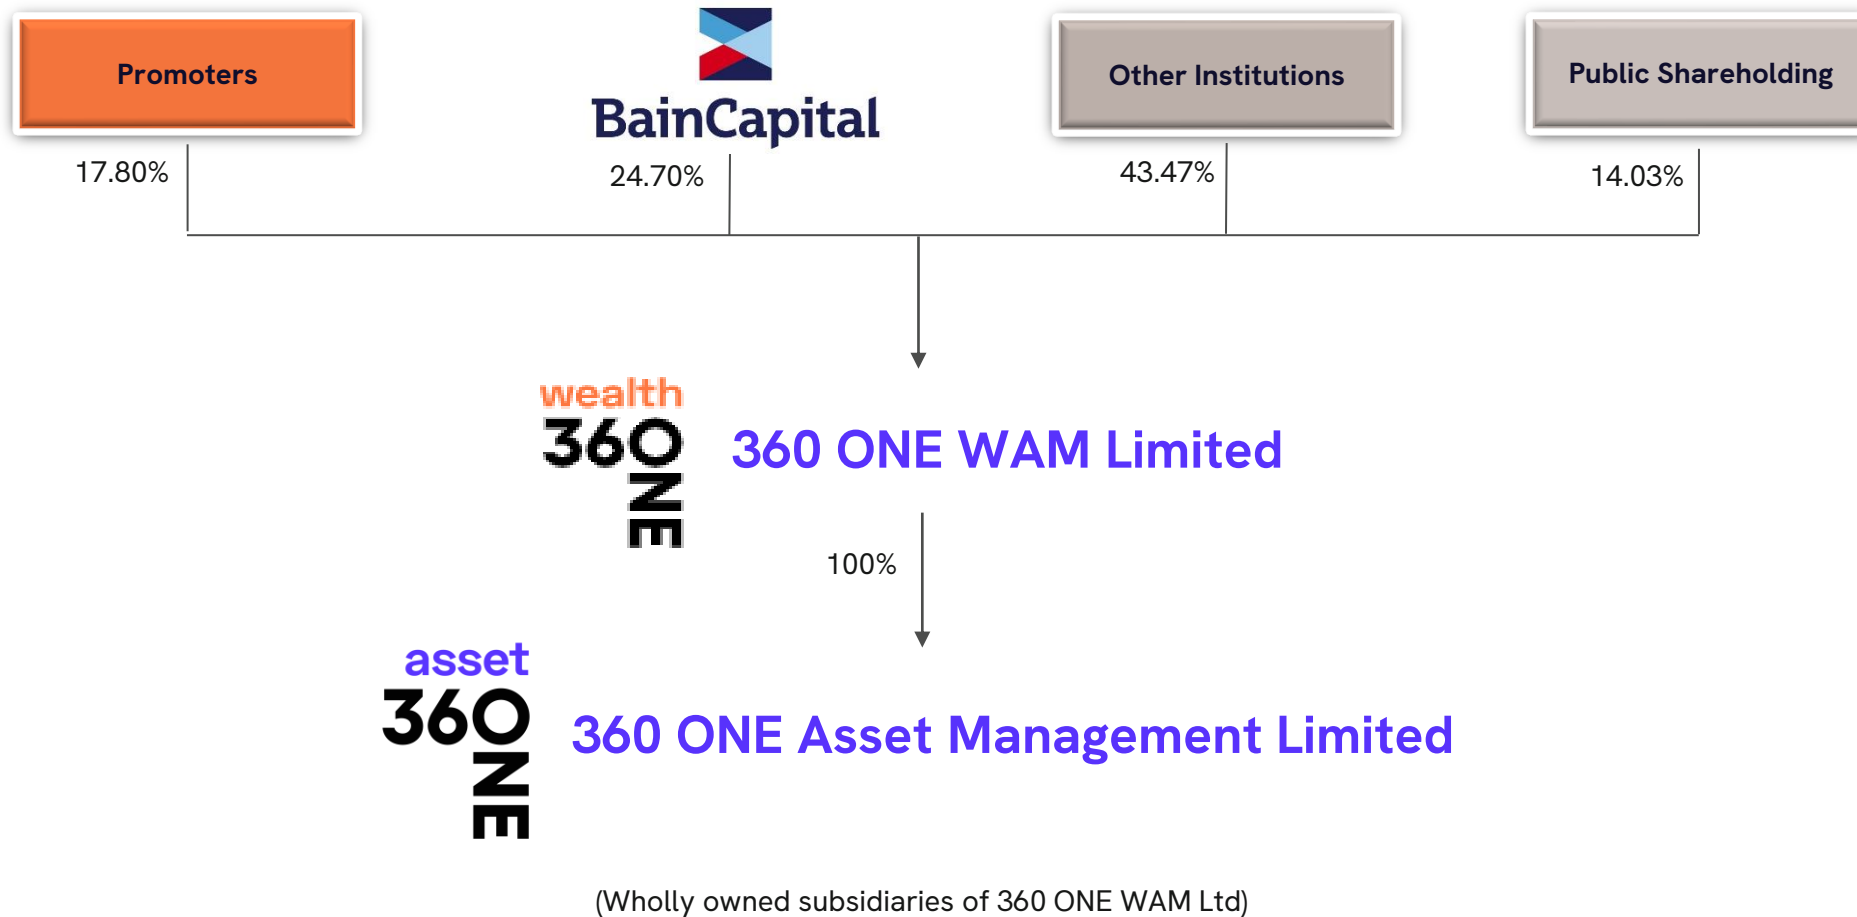 Promoters
BainCapital
Other Institutions
Public Shareholding
17.80%
24.70%
43.47%
14.03%
wealth
360
ONE
360 ONE WAM Limited
100%
asset
360
ONE
360 ONE Asset Management Limited
(Wholly owned subsidiaries of 360 ONE WAM Ltd)